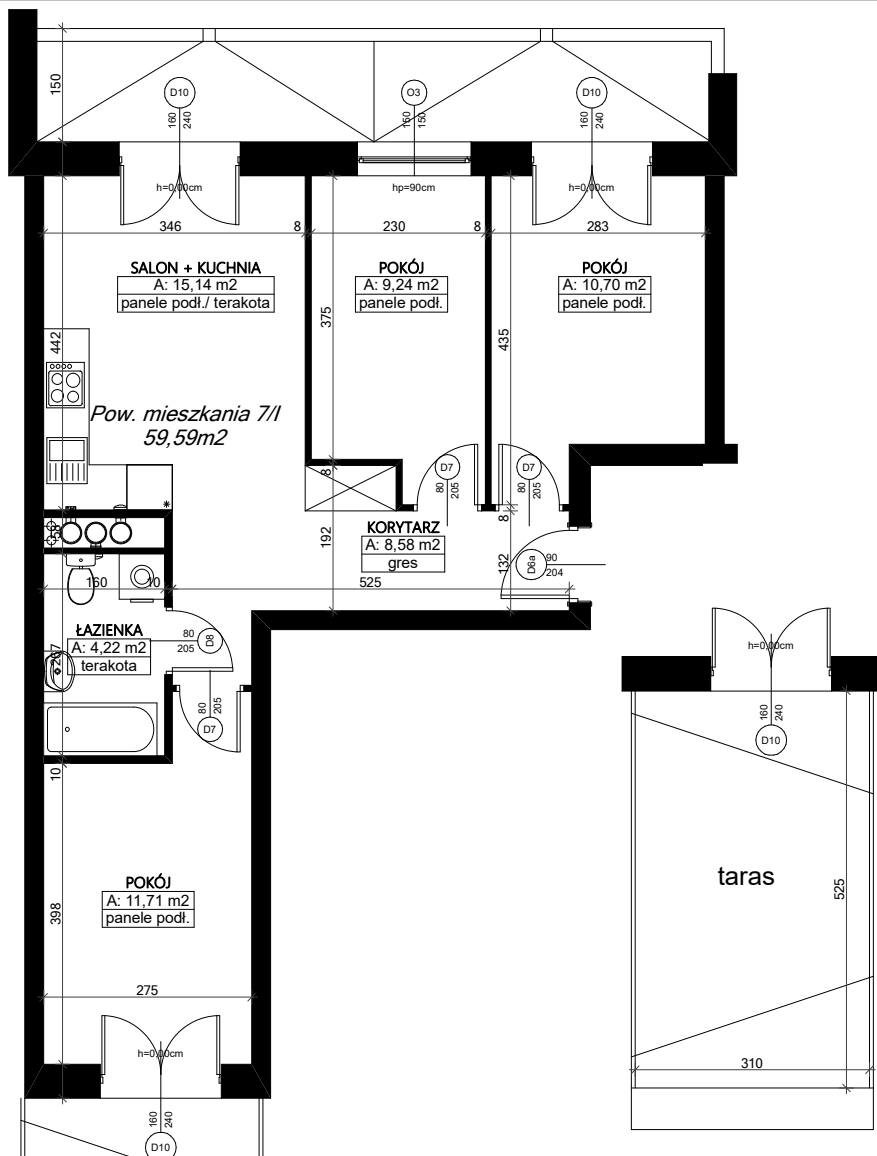 150
D10
160
240
O3
160
150
D10
160
240
h=0,00cm
hp=90cm
h=0,00cm
346
8
230
8
283
SALON + KUCHNIA
A: 15,14 m2
panele podł./ terakota
POKÓJ
A: 9,24 m2
panele podł.
POKÓJ
A: 10,70 m2
panele podł.
375
435
442
Pow. mieszkania 7/I
59,59m2
D7
80
205
D7
80
205
8
8
192
KORYTARZ
A: 8,58 m2
gres
132
D6a
90
204
58
160
10
525
ŁAZIENKA
A: 4,22 m2
terakota
267
80
205
D8
80
205
D7
10
h=0,00cm
160
240
D10
taras
525
310
POKÓJ
A: 11,71 m2
panele podł.
398
275
h=0,00cm
160
240
D10